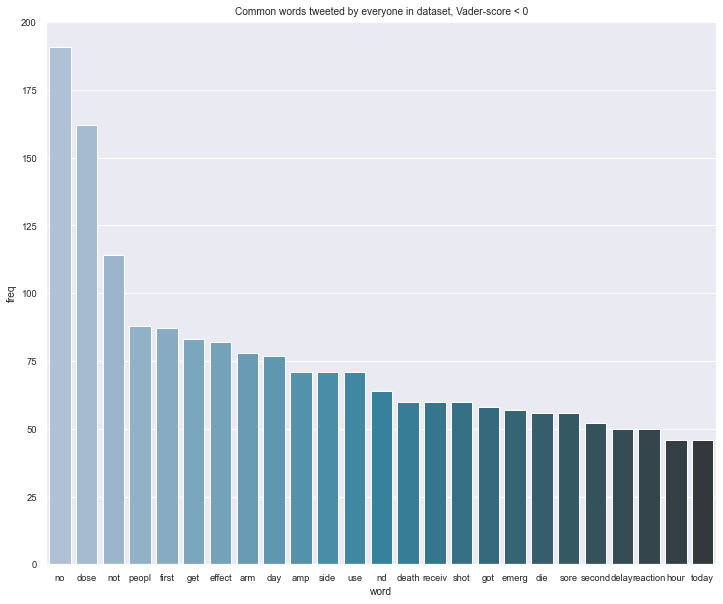 Common words tweeted by everyone in dataset, Vader-score < 0
200
175
150
125
100
75
50
25
0
freq
no dose not peopl first get effect arm day amp side use nd death receiv shot got emerg die sore second delay reaction hour today
word